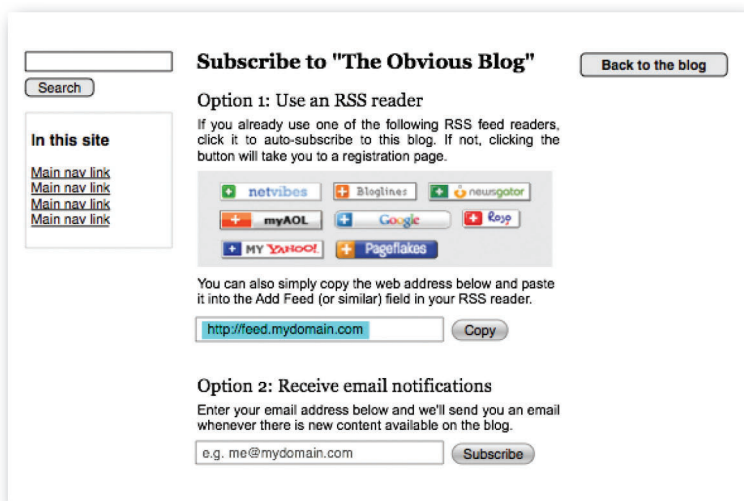 Search
In this site
Main nav link
Main nav link
Main nav link
Main nav link
Subscribe to "The Obvious Blog"
Back to the blog
Option 1: Use an RSS reader
If you already use one of the following RSS feed readers,
click it to auto-subscribe to this blog. If not, clicking the
button will take you to a registration page.
netvibes Bloglines newsgator
myAOL Google Rojo
MY YAHOO! Pageflakes
You can also simply copy the web address below and paste
it into the Add Feed (or similar) field in your RSS reader.
http://feed.mydomain.com Copy
Option 2: Receive email notifications
Enter your email address below and we'll send you an email
whenever there is new content available on the blog.
e.g. me@mydomain.com Subscribe